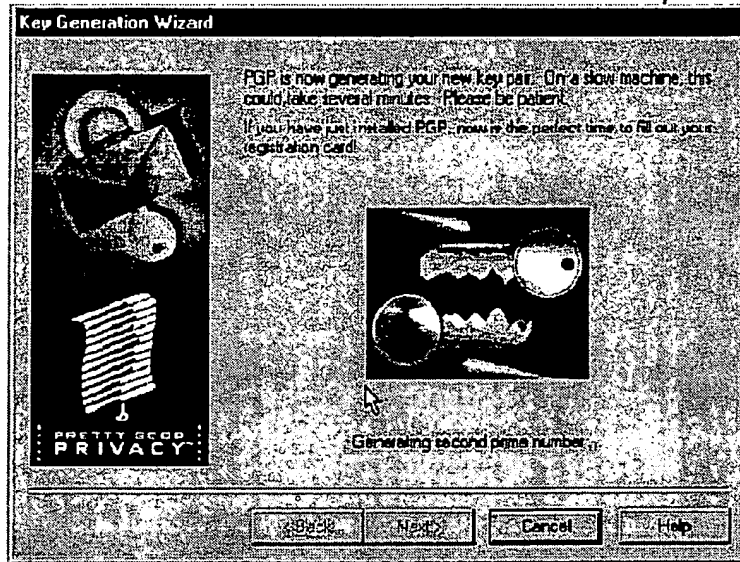 Key Generation Wizard
PGP is now generating your new key pair. On a slow machine, this
could take several minutes. Please be patient.
If you have just installed PGP, now is the perfect time to fill out your
registration card!
PRETTY GOOD
PRIVACY™
Generating second prime number...
< Back
Next >
Cancel
Help